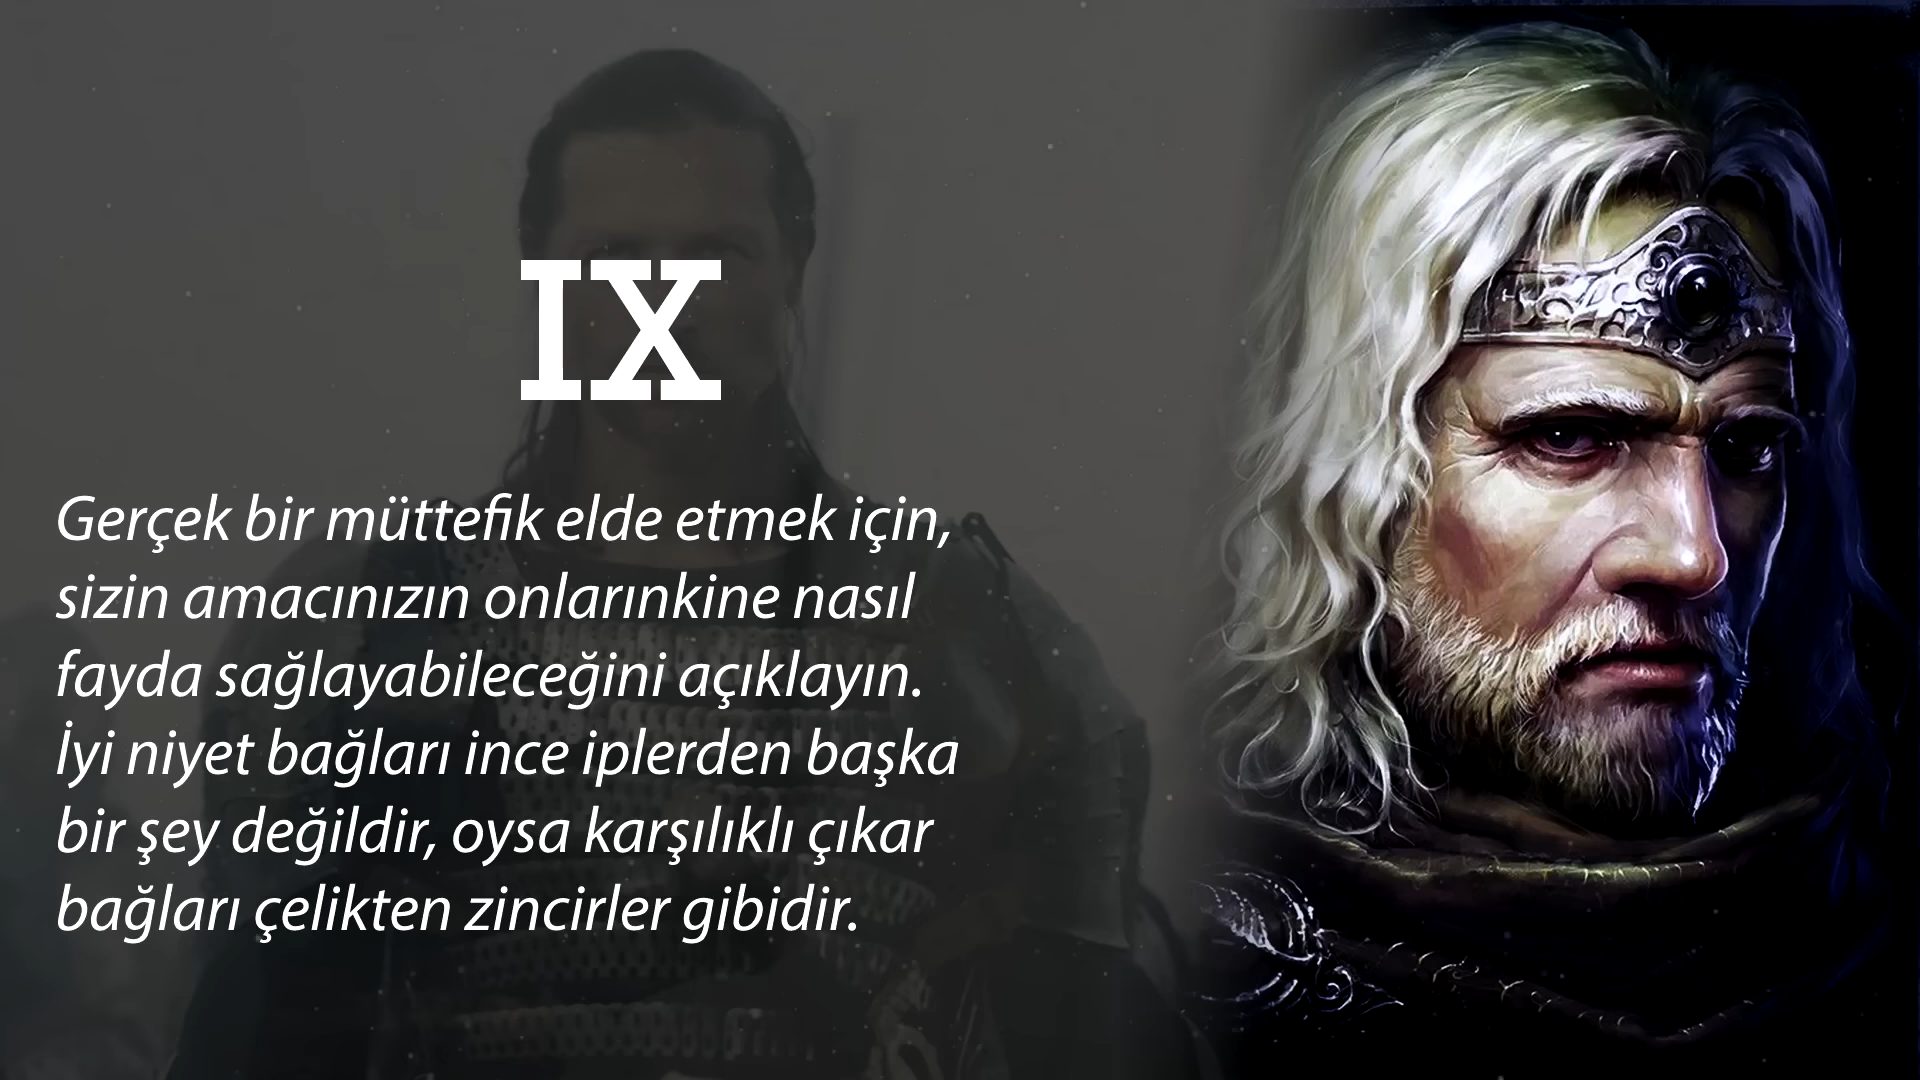 IX
Gerçek bir müttefik elde etmek için,
sizin amacınızın onlarınkine nasıl
fayda sağlayabileceğini açıklayın.
İyi niyet bağları ince iplerden başka
bir şey değildir, oysa karşılıklı çıkar
bağları çelikten zincirler gibidir.